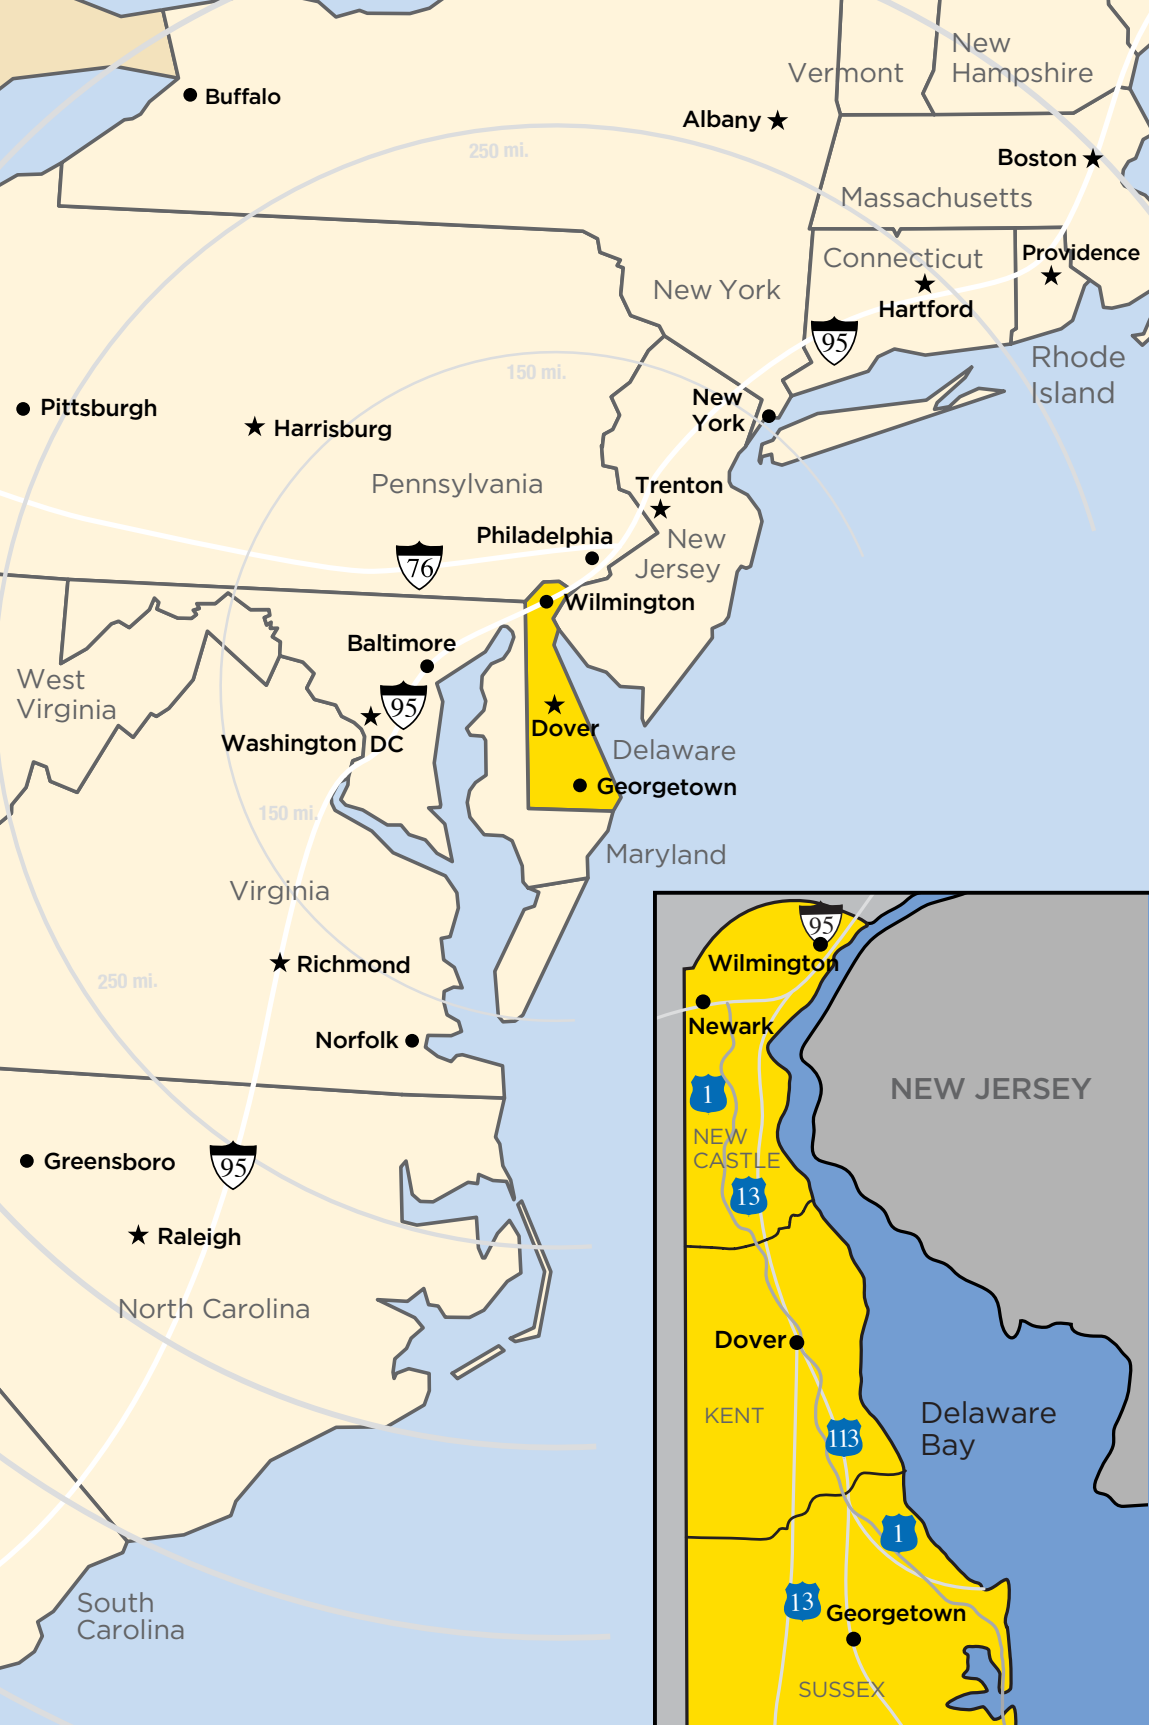 New
Hampshire
Vermont
Buffalo
Albany
250 mi.
Boston
Massachusetts
Providence
Connecticut
New York
Hartford
95
Rhode
Island
150 mi.
New
York
Pittsburgh
Harrisburg
Pennsylvania
Trenton
Philadelphia
New
Jersey
76
Wilmington
Baltimore
West
Virginia
95
Washington DC
Dover
Delaware
Georgetown
150 mi.
Maryland
Virginia
Richmond
250 mi.
Norfolk
Greensboro
95
Raleigh
North Carolina
South
Carolina
95
Wilmington
Newark
NEW JERSEY
1
NEW
CASTLE
13
Dover
KENT
Delaware
Bay
113
1
13
Georgetown
SUSSEX